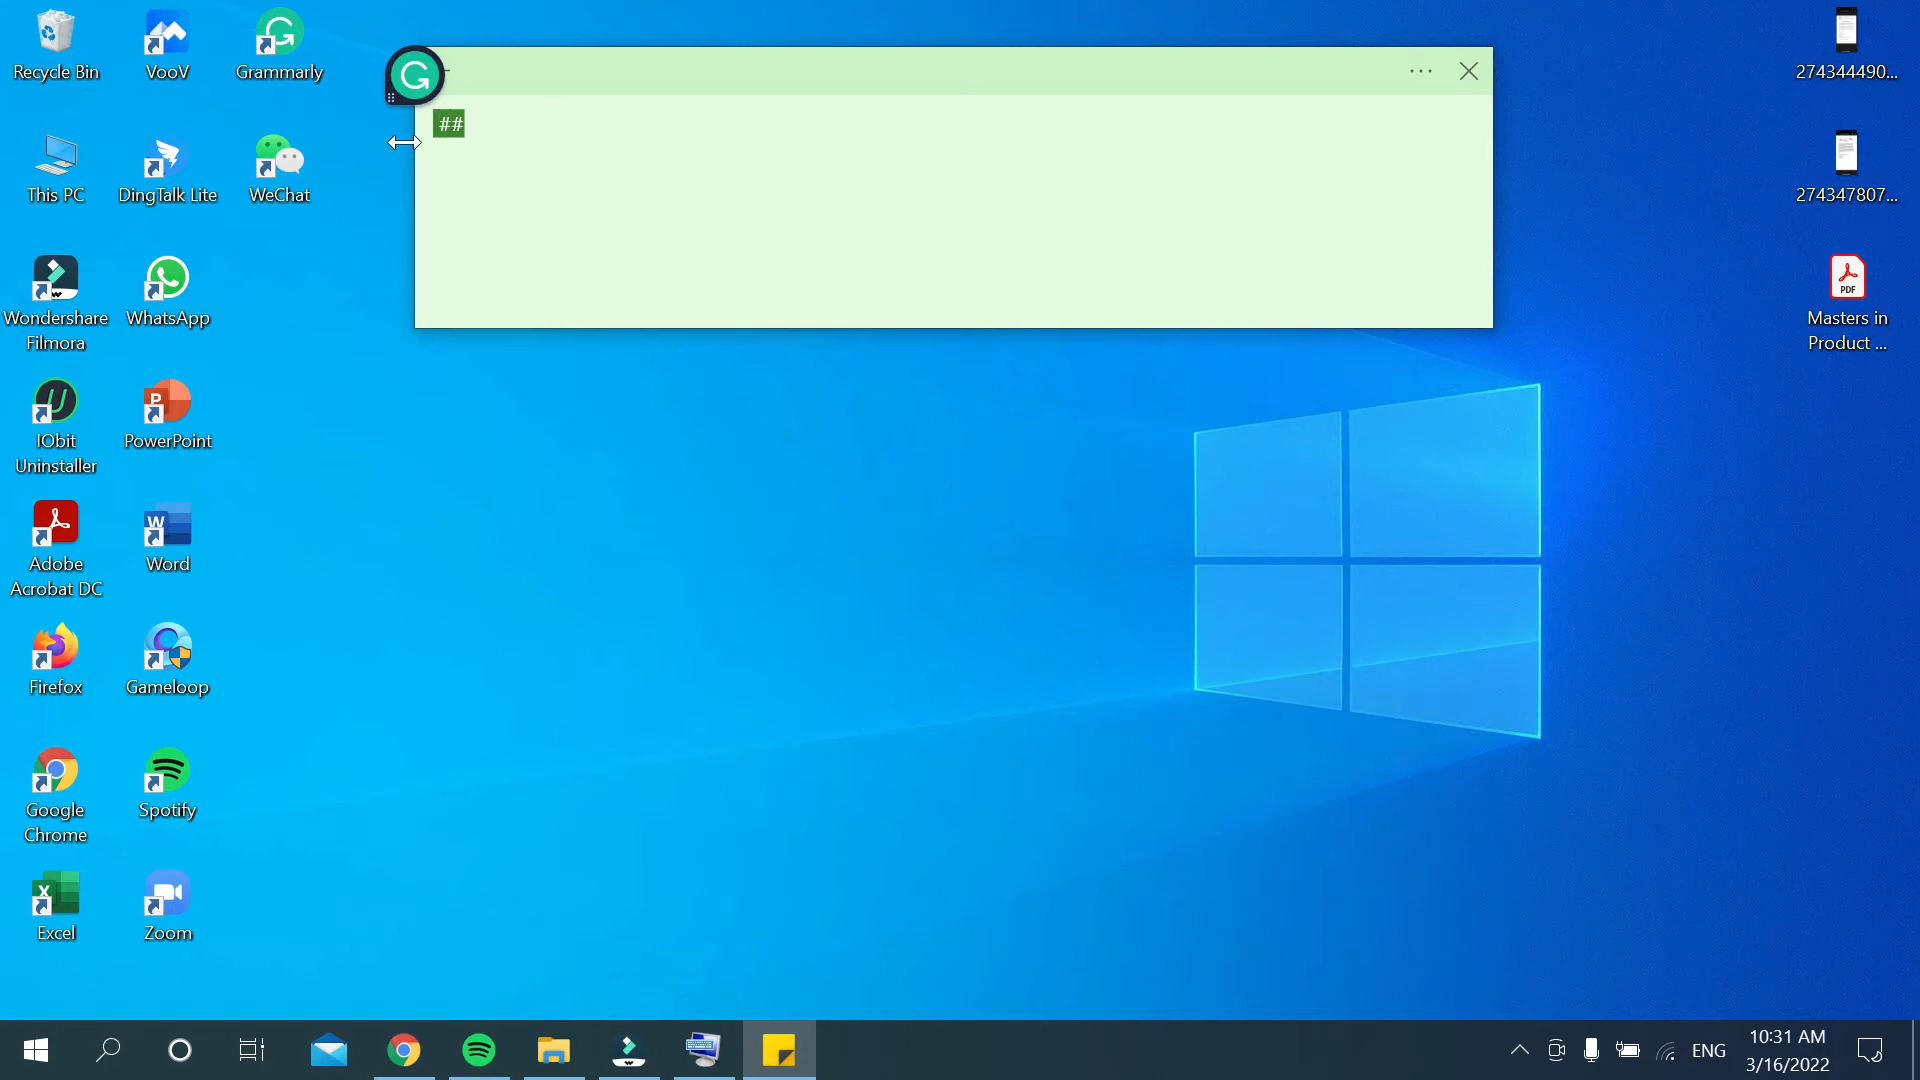 Recycle Bin
VooV
Grammarly
274344490...
##
This PC
DingTalk Lite
WeChat
274347807...
Wondershare
Filmora
WhatsApp
PDF
Masters in
Product ...
IObit
Uninstaller
PowerPoint
Adobe
Acrobat DC
Word
Firefox
Gameloop
Google
Chrome
Spotify
Excel
Zoom
ENG
10:31 AM
3/16/2022